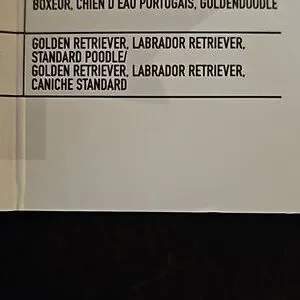 BOXEUR, CHIEN D'EAU PORTUGAIS, GOLDENDOODLE
GOLDEN RETRIEVER, LABRADOR RETRIEVER,
STANDARD POODLE/
GOLDEN RETRIEVER, LABRADOR RETRIEVER,
CANICHE STANDARD